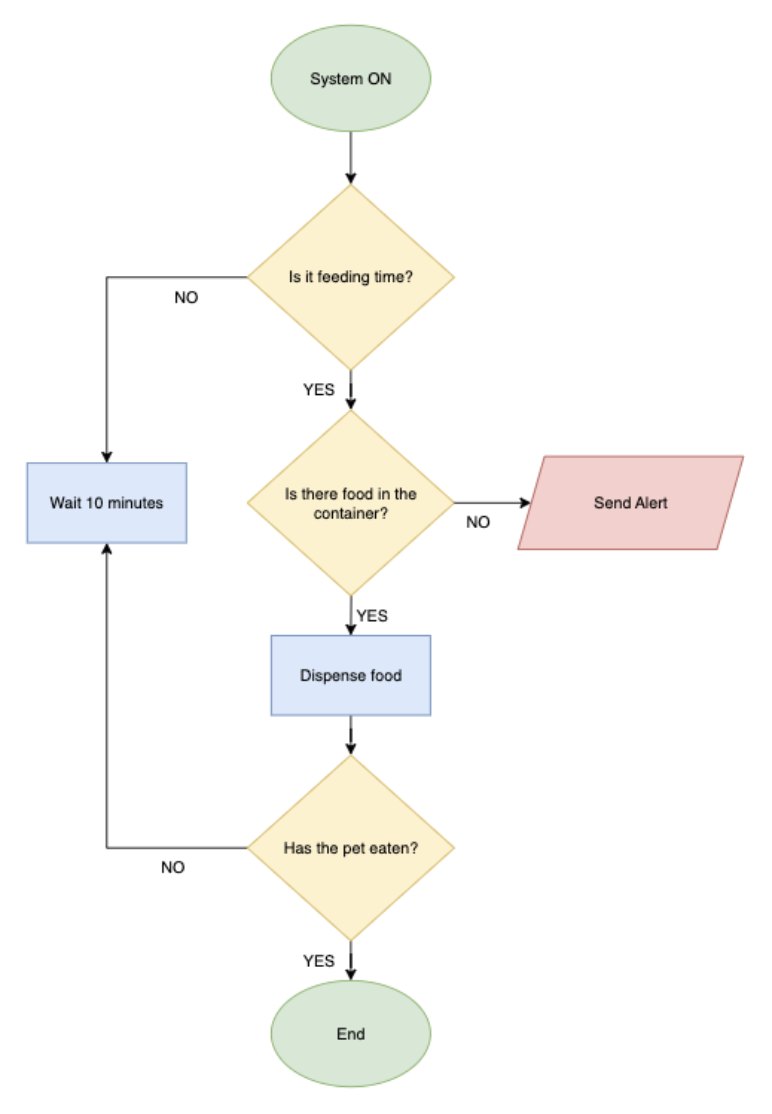 System ON
Is it feeding time?
NO
YES
Wait 10 minutes
Is there food in the
container?
NO
Send Alert
YES
Dispense food
Has the pet eaten?
NO
YES
End